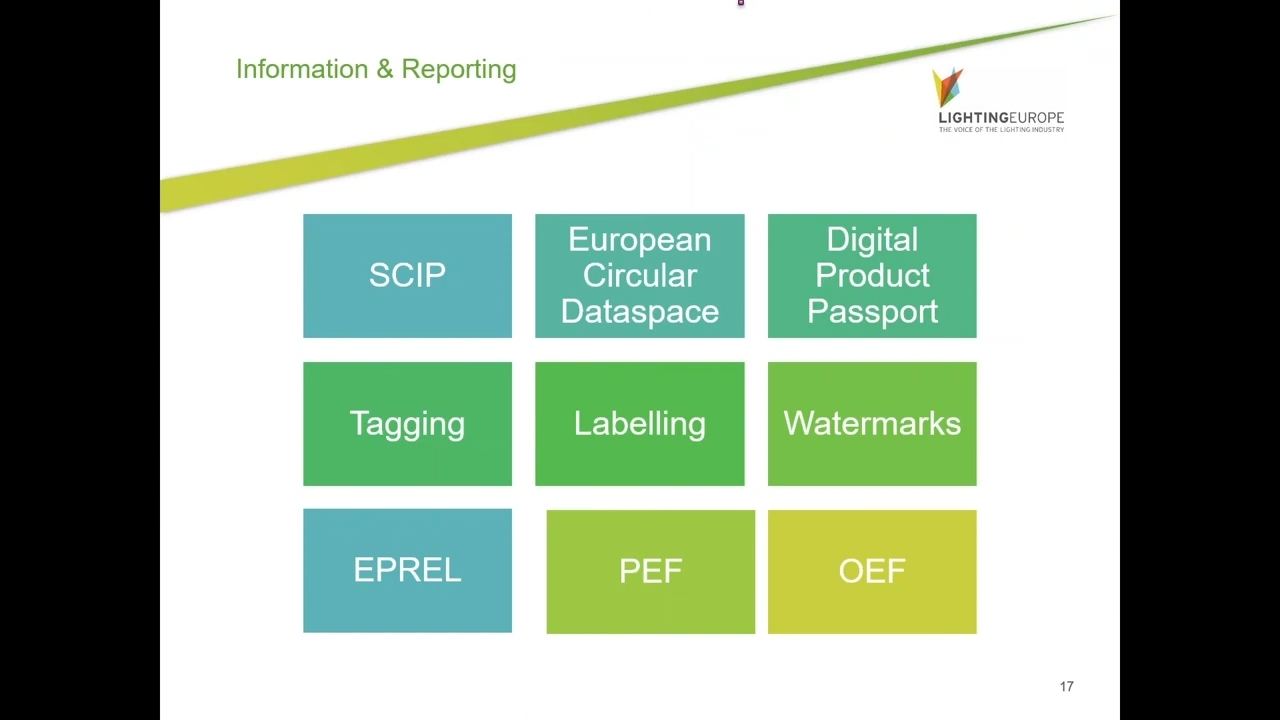 Information & Reporting
LIGHTINGEUROPE
THE VOICE OF THE LIGHTING INDUSTRY
SCIP
European
Circular
Dataspace
Digital
Product
Passport
Tagging
Labelling
Watermarks
EPREL
PEF
OEF
17